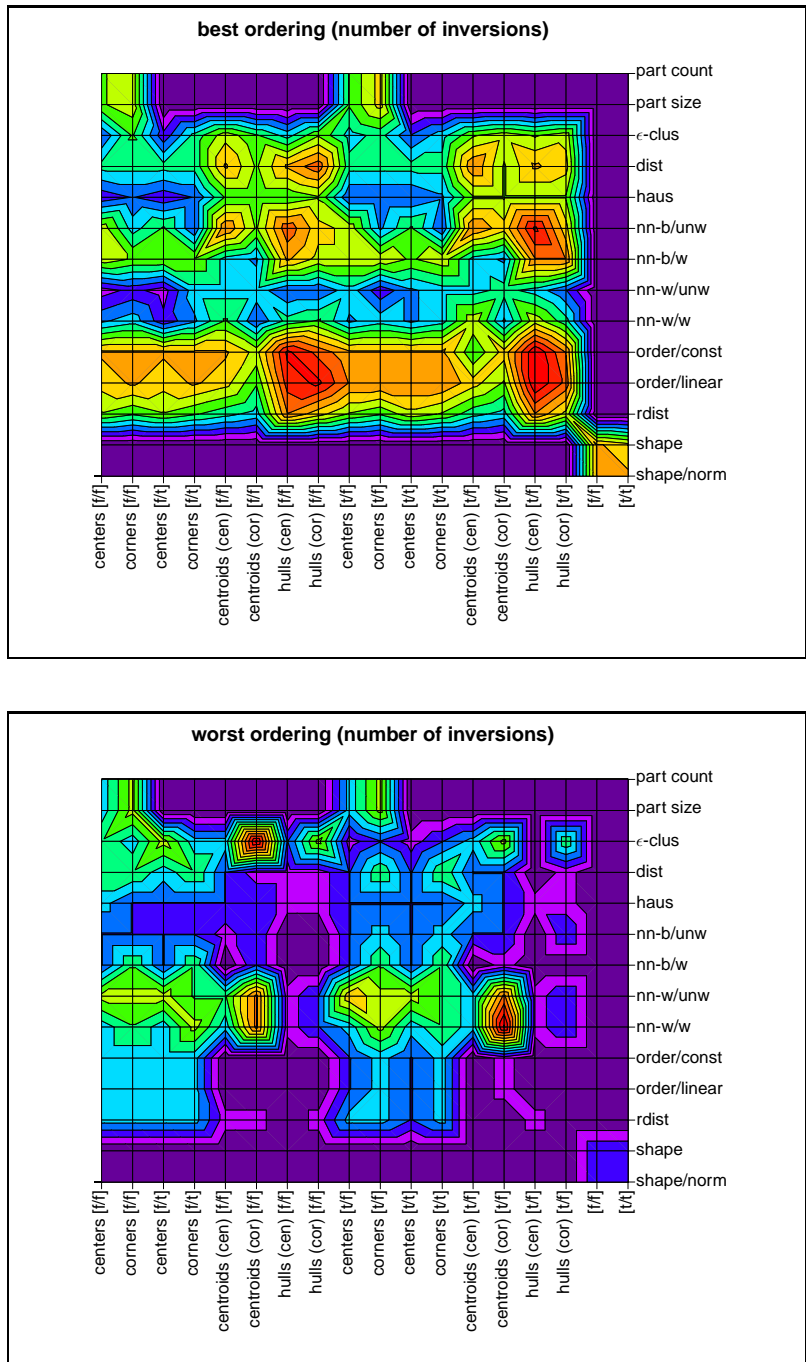 best ordering (number of inversions)
part count
part size
ϵ-clus
dist
haus
nn-b/unw
nn-b/w
nn-w/unw
nn-w/w
order/const
order/linear
rdist
shape
shape/norm
centers [f/f]
corners [f/f]
centers [f/t]
corners [f/t]
centroids (cen) [f/f]
centroids (cor) [f/f]
hulls (cen) [f/f]
hulls (cor) [f/f]
centers [t/f]
corners [t/f]
centers [t/t]
corners [t/t]
centroids (cen) [t/f]
centroids (cor) [t/f]
hulls (cen) [t/f]
hulls (cor) [t/f]
[f/f]
[t/t]
worst ordering (number of inversions)
part count
part size
ϵ-clus
dist
haus
nn-b/unw
nn-b/w
nn-w/unw
nn-w/w
order/const
order/linear
rdist
shape
shape/norm
centers [f/f]
corners [f/f]
centers [f/t]
corners [f/t]
centroids (cen) [f/f]
centroids (cor) [f/f]
hulls (cen) [f/f]
hulls (cor) [f/f]
centers [t/f]
corners [t/f]
centers [t/t]
corners [t/t]
centroids (cen) [t/f]
centroids (cor) [t/f]
hulls (cen) [t/f]
hulls (cor) [t/f]
[f/f]
[t/t]